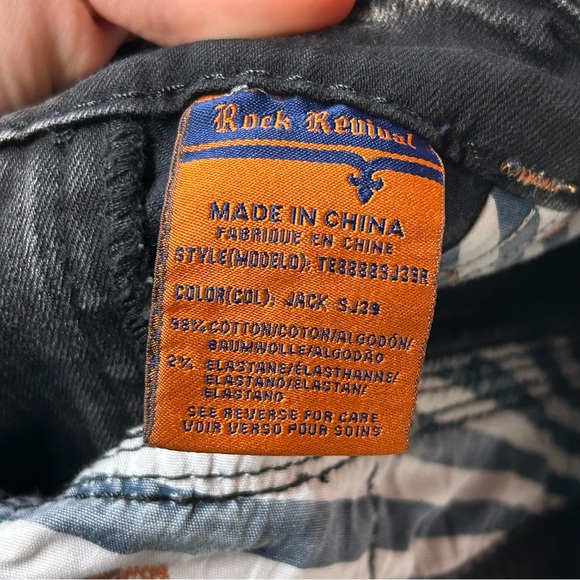 Rock Revival
MADE IN CHINA
FABRIQUE EN CHINE
STYLE(MODELO): TE8888SJ39R
COLOR(COL): JACK SJ39
98% COTTON/COTON/ALGODÓN/
BAUMWOLLE/ALGODÃO
2% ELASTANE/ÉLASTHANNE/
ELASTANO/ELASTAN/
ELASTANO
SEE REVERSE FOR CARE
VOIR VERSO POUR SOINS